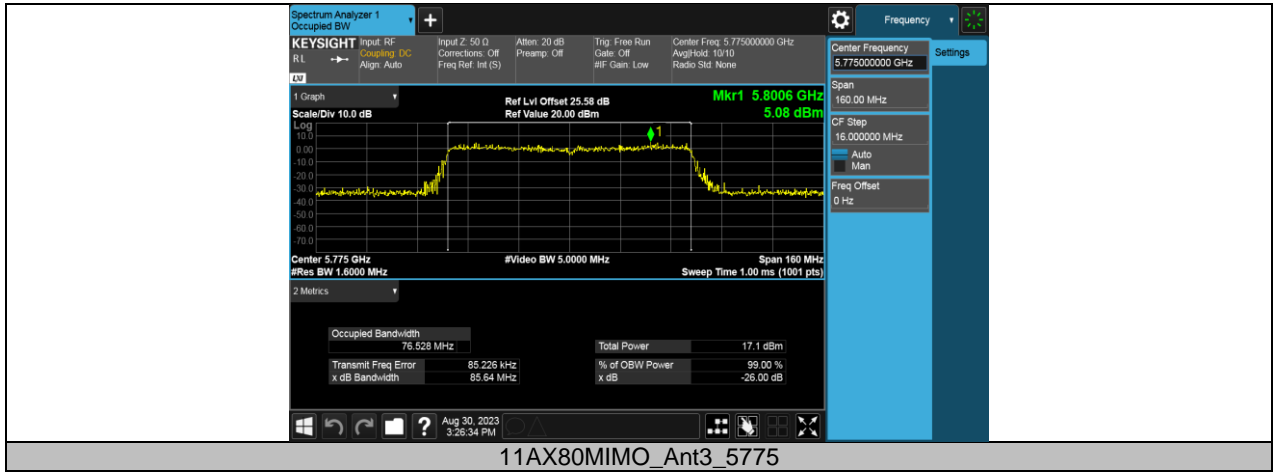 Spectrum Analyzer 1
Occupied BW
+
Frequency
KEYSIGHT
RL
LXI
Input: RF
Coupling: DC
Align: Auto
Input Z: 50 Ω
Corrections: Off
Freq Ref: Int (S)
Atten: 20 dB
Preamp: Off
Trig: Free Run
Gate: Off
#IF Gain: Low
Center Freq: 5.775000000 GHz
Avg|Hold: 10/10
Radio Std: None
Center Frequency
5.775000000 GHz
Settings
Span
160.00 MHz
CF Step
16.000000 MHz
Auto
Man
Freq Offset
0 Hz
1 Graph
Scale/Div 10.0 dB
Ref Lvl Offset 25.58 dB
Ref Value 20.00 dBm
Mkr1 5.8006 GHz
5.08 dBm
Log
10.0
0.00
-10.0
-20.0
-30.0
-40.0
-50.0
-60.0
-70.0
1
Center 5.775 GHz
#Res BW 1.6000 MHz
#Video BW 5.0000 MHz
Span 160 MHz
Sweep Time 1.00 ms (1001 pts)
2 Metrics
Occupied Bandwidth
76.528 MHz
Transmit Freq Error 85.226 kHz
x dB Bandwidth 85.64 MHz
Total Power 17.1 dBm
% of OBW Power 99.00 %
x dB -26.00 dB
?
Aug 30, 2023
3:26:34 PM
11AX80MIMO_Ant3_5775